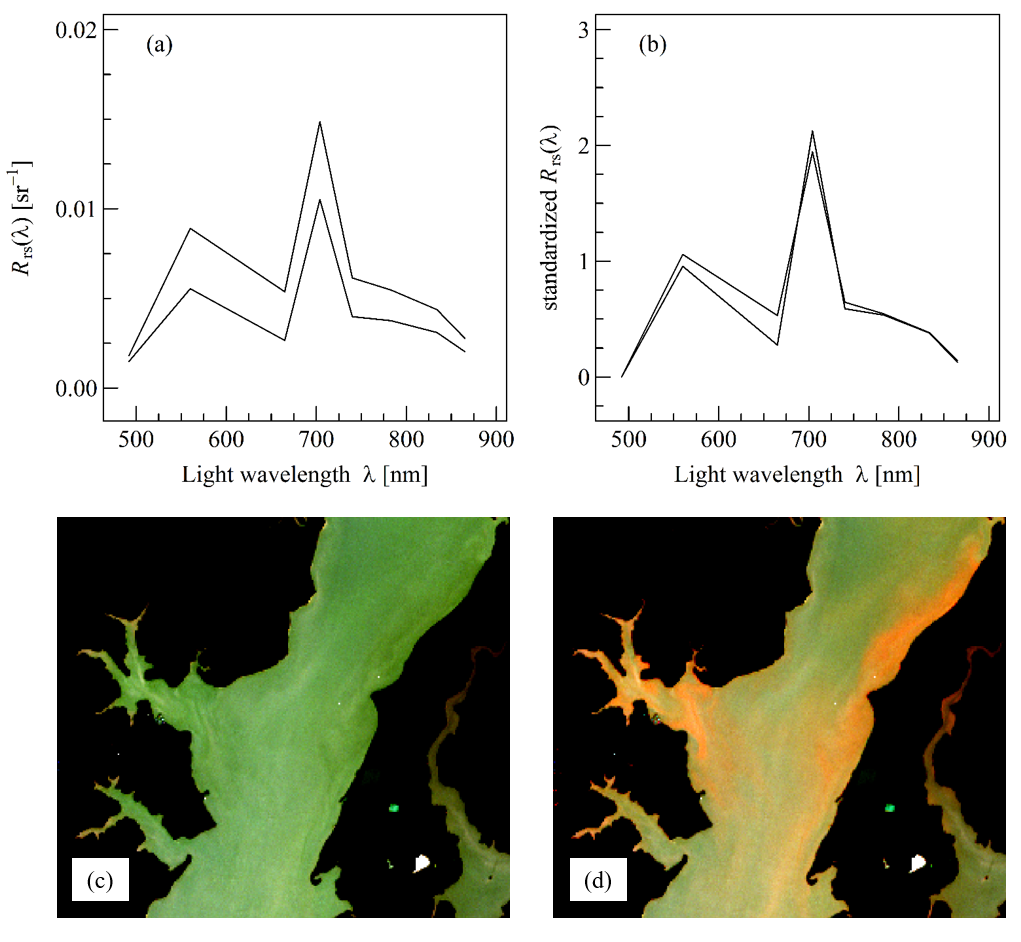 (a)
0.02
0.01
0.00
R_rs(λ) [sr⁻¹]
500 600 700 800 900
Light wavelength λ [nm]
(b)
3
2
1
0
standardized R_rs(λ)
500 600 700 800 900
Light wavelength λ [nm]
(c)
(d)